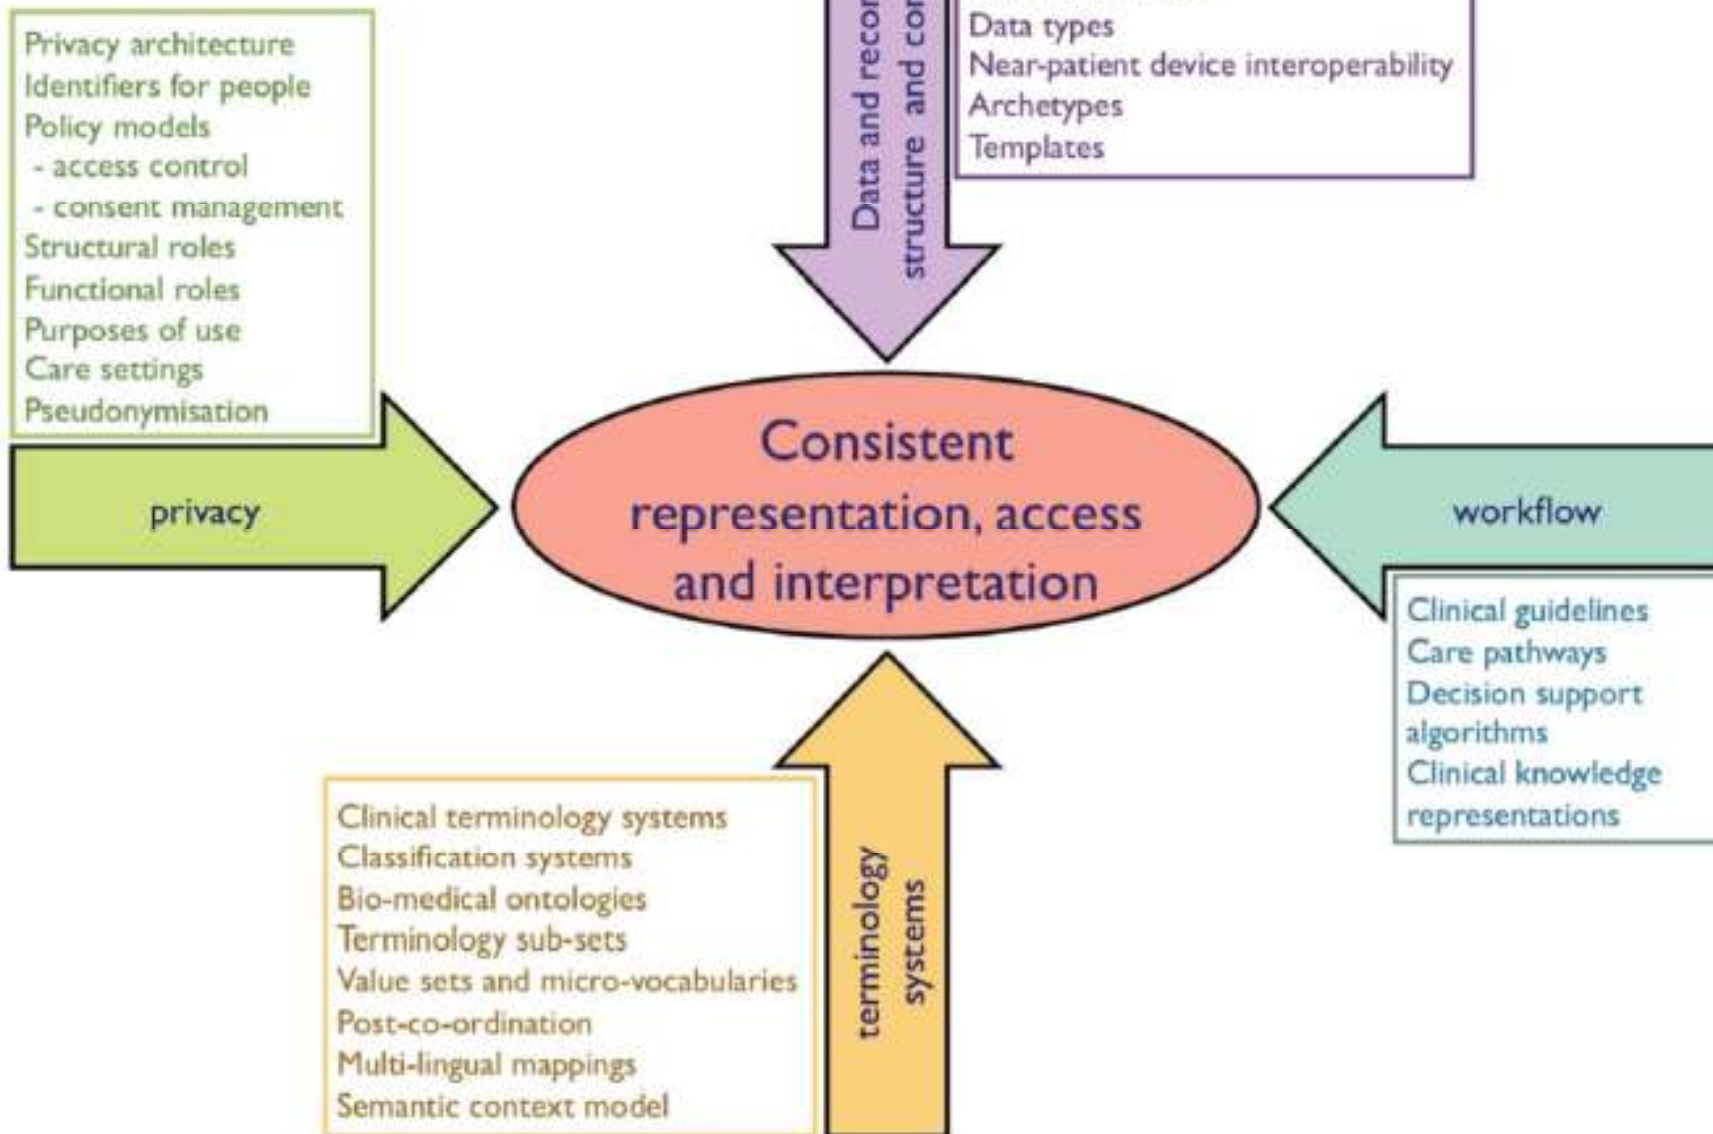 Privacy architecture
Identifiers for people
Policy models
- access control
- consent management
Structural roles
Functional roles
Purposes of use
Care settings
Pseudonymisation
privacy
Data and
structure and
Data types
Near-patient device interoperability
Archetypes
Templates
Consistent
representation, access
and interpretation
workflow
Clinical guidelines
Care pathways
Decision support
algorithms
Clinical knowledge
representations
Clinical terminology systems
Classification systems
Bio-medical ontologies
Terminology sub-sets
Value sets and micro-vocabularies
Post-co-ordination
Multi-lingual mappings
Semantic context model
terminology
systems